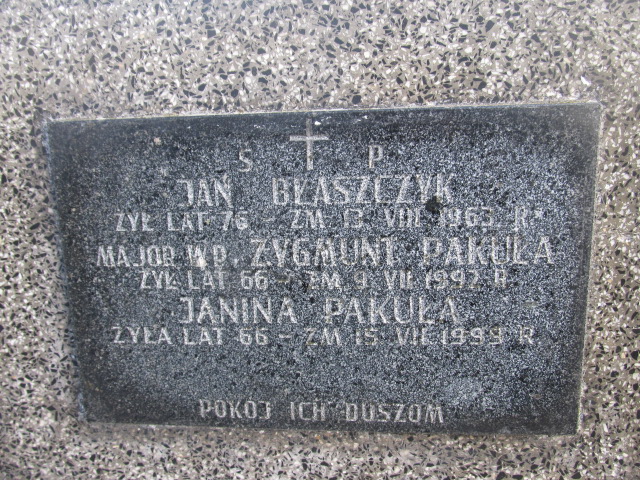 S P
JAN BŁASZCZYK
ŻYŁ LAT 76 - ZM 13 VIII 1963 R
MAJOR W.P. ZYGMUNT PAKUŁA
ŻYŁ LAT 66 - ZM 9 VII 1992 R
JANINA PAKUŁA
ŻYŁA LAT 66 - ZM 15 VII 1999 R
POKÓJ ICH DUSZOM